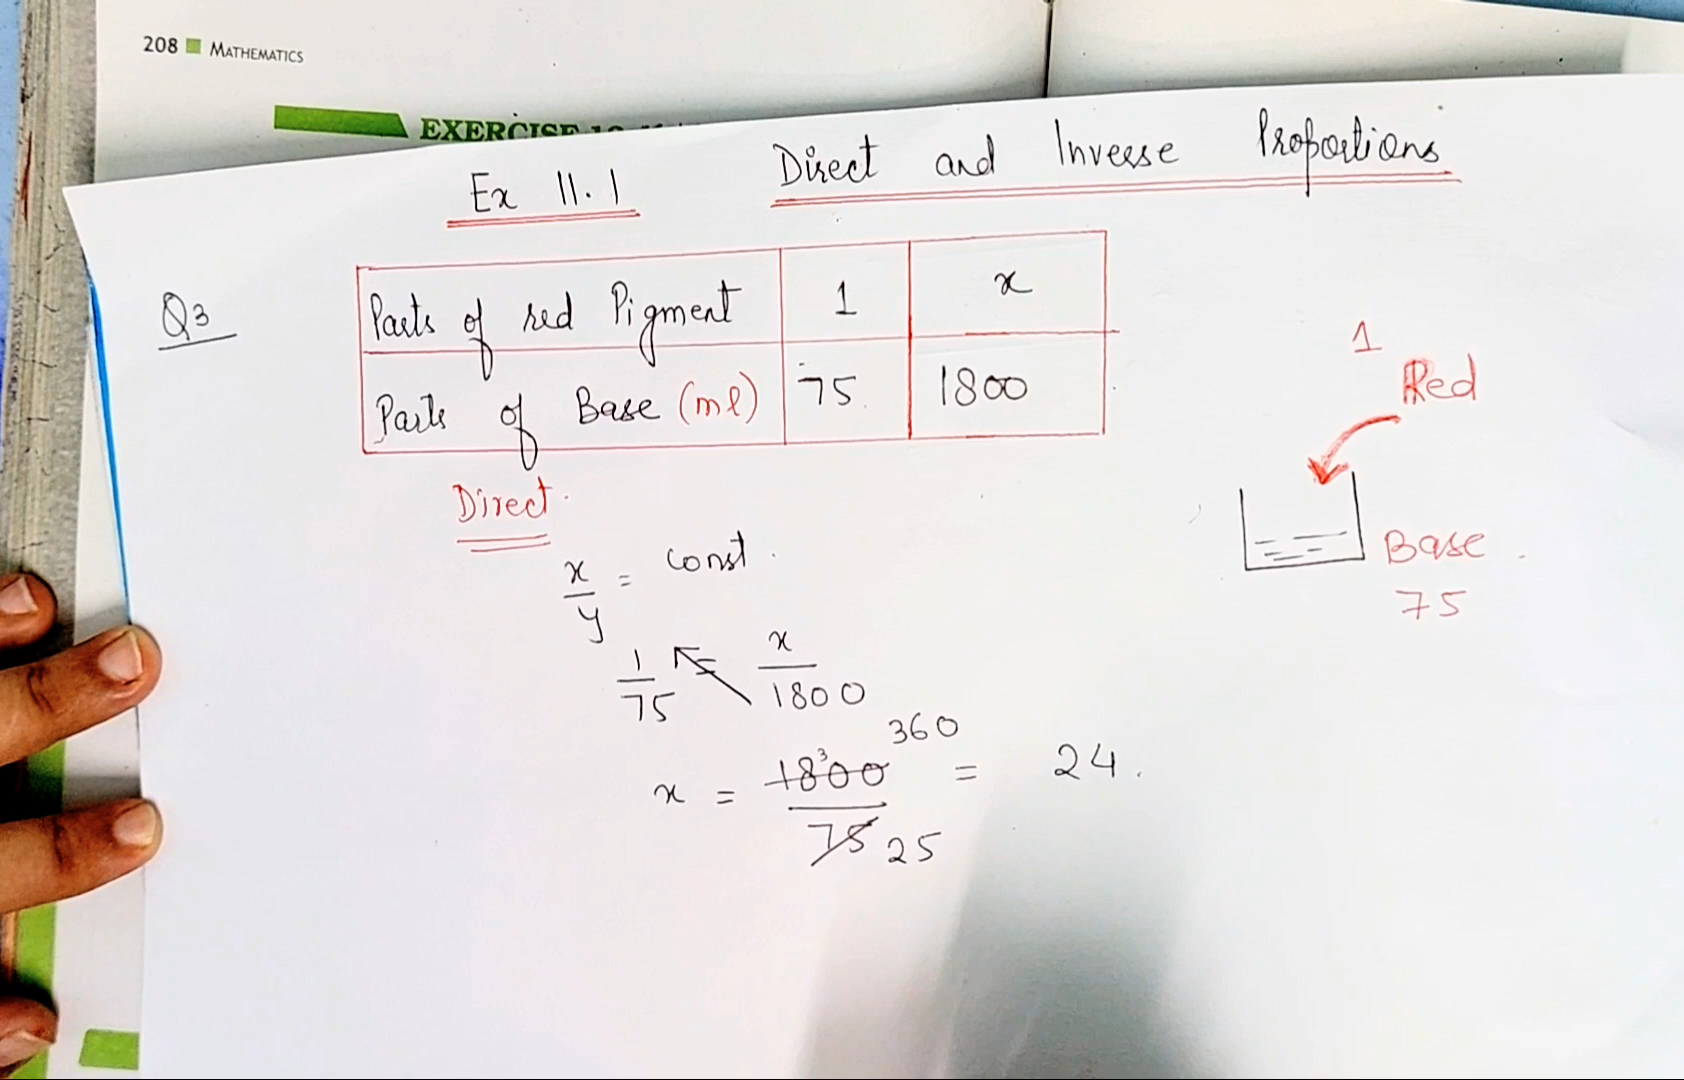 208 MATHEMATICS
EXERCISE
Ex 11.1 Direct and Inverse Proportions
Q3
Parts of red Pigment 1 x
Parts of Base (ml) 75 1800
1
Red
Base
75
Direct
x/y = const.
1/75 = x/1800
x = 1800/75 = 24.
360
3
25